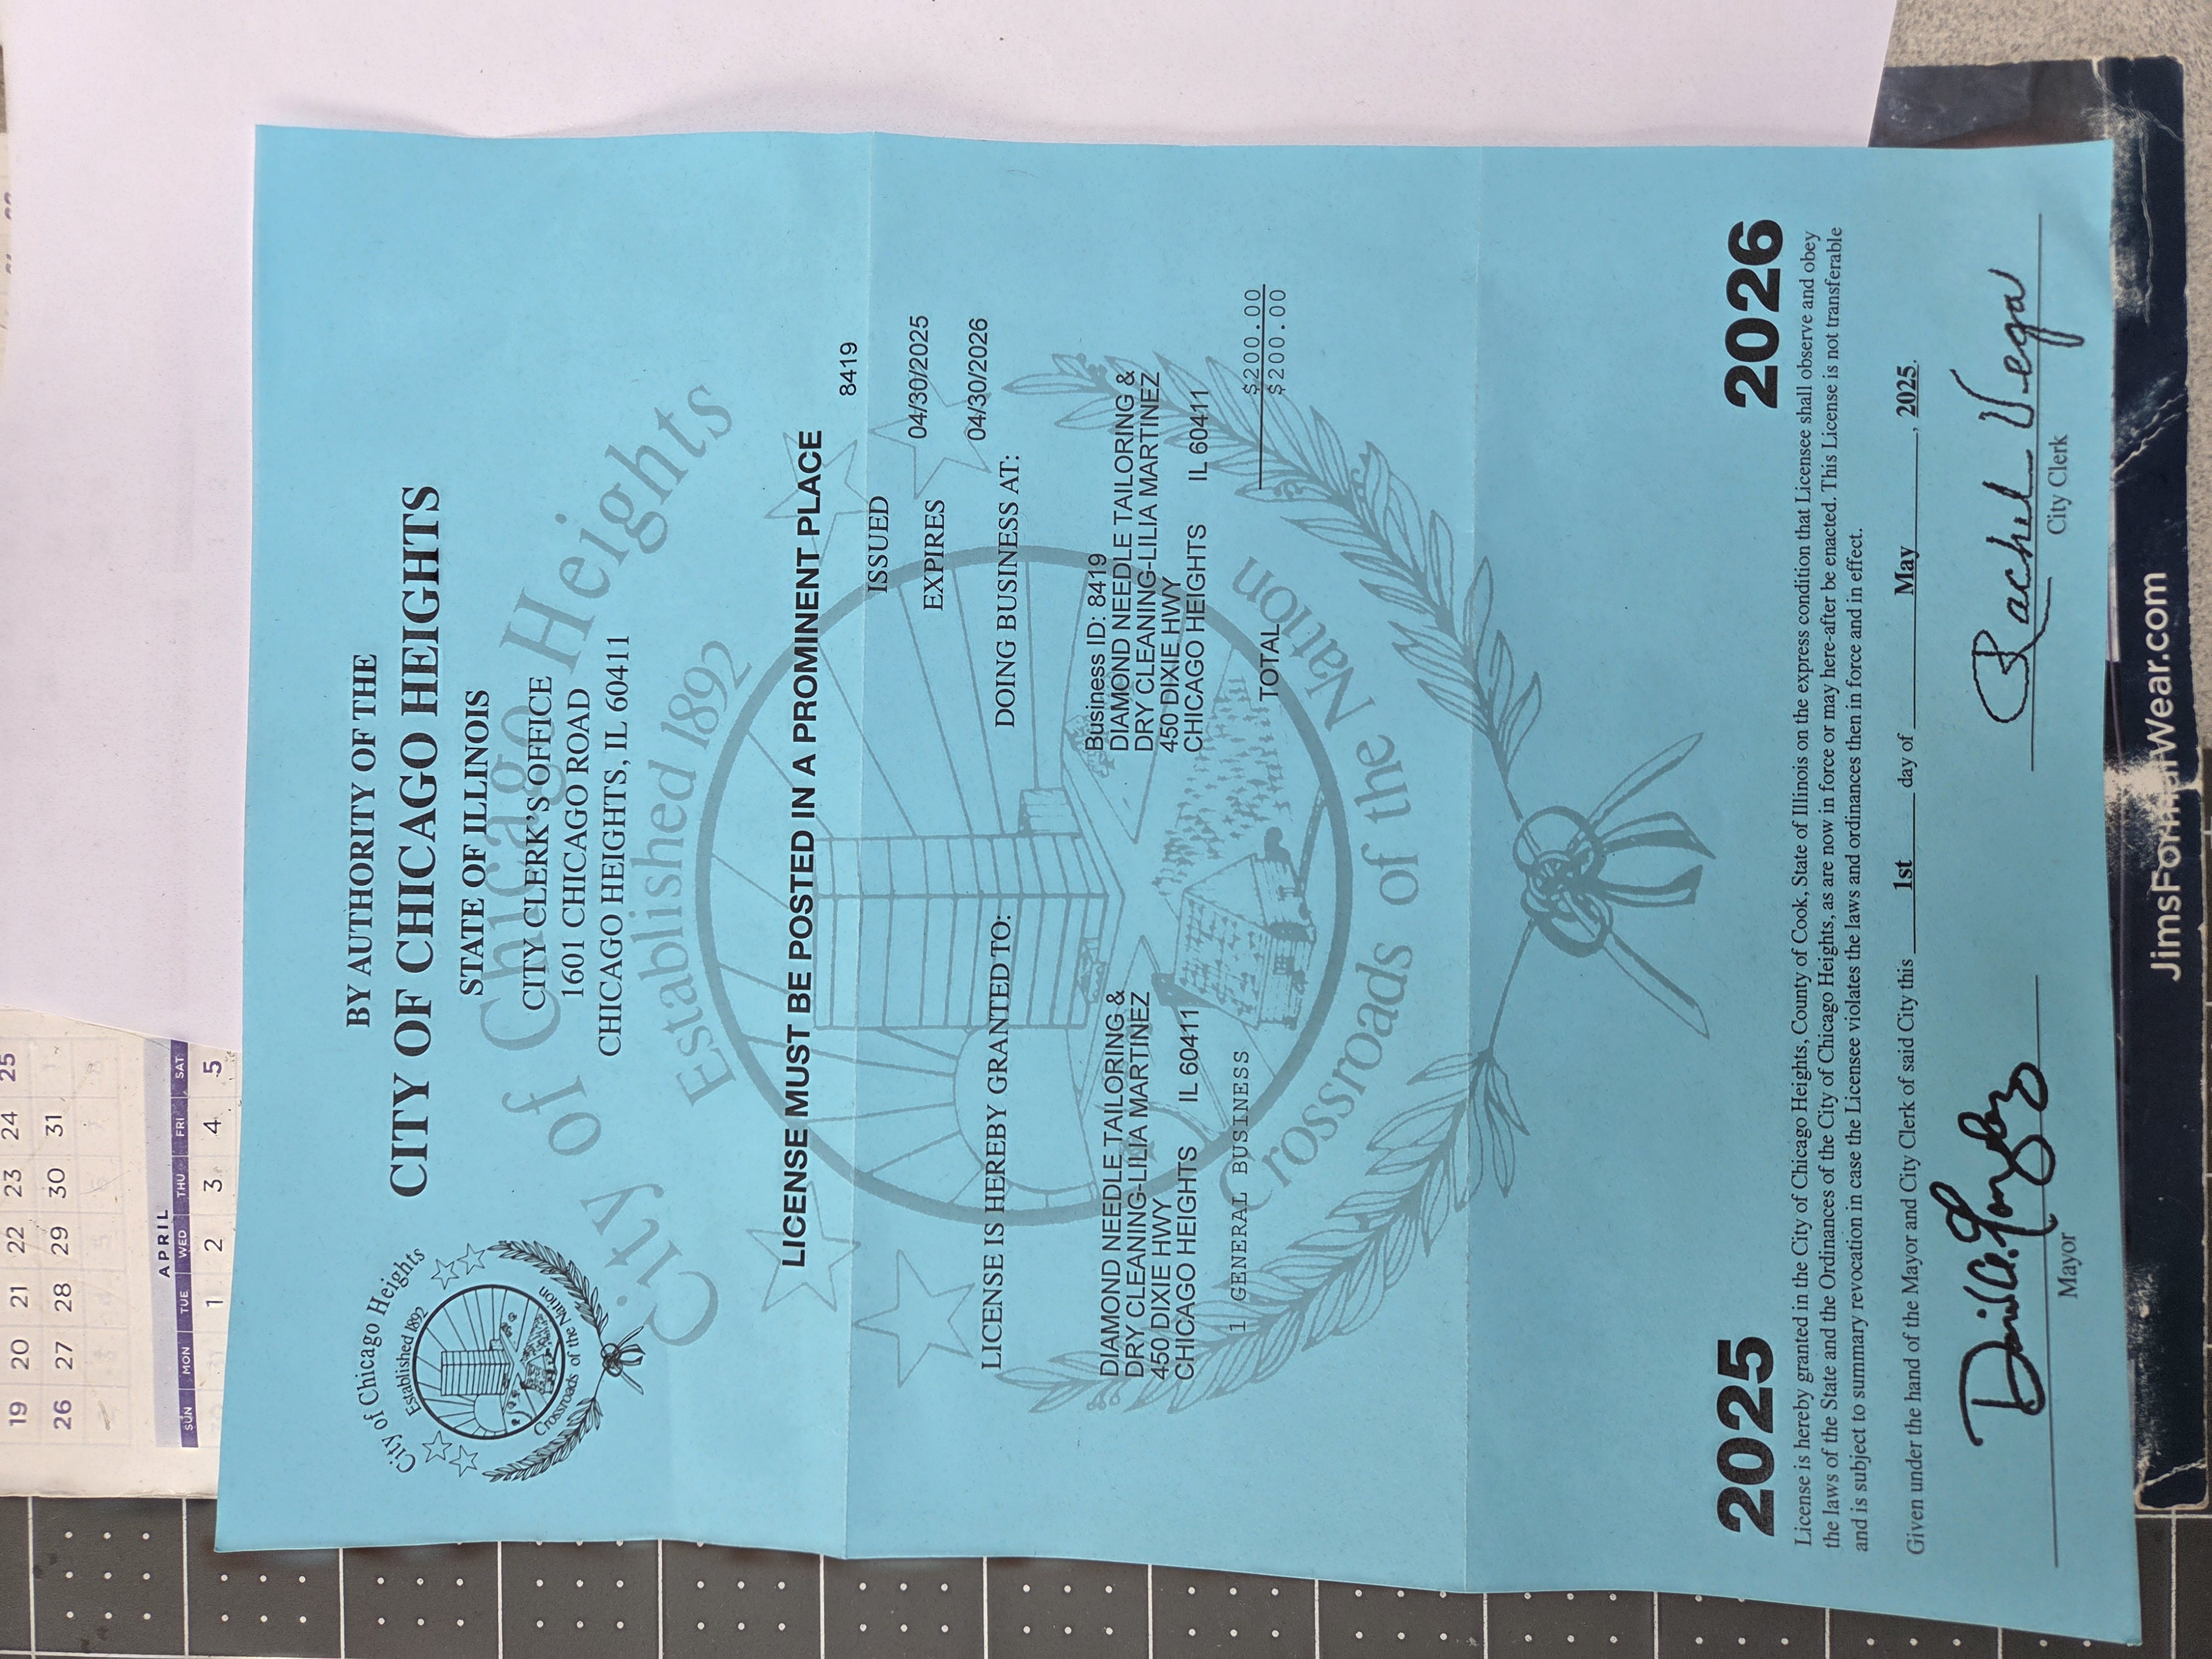 City of Chicago Heights
Established 1892
Crossroads of the Nation
BY AUTHORITY OF THE
CITY OF CHICAGO HEIGHTS
STATE OF ILLINOIS
CITY CLERK'S OFFICE
1601 CHICAGO ROAD
CHICAGO HEIGHTS, IL 60411
City of Chicago Heights
Established 1892
Crossroads of the Nation
LICENSE MUST BE POSTED IN A PROMINENT PLACE
8419
ISSUED 04/30/2025
EXPIRES 04/30/2026
LICENSE IS HEREBY GRANTED TO:
DIAMOND NEEDLE TAILORING &
DRY CLEANING-LILIA MARTINEZ
450 DIXIE HWY
CHICAGO HEIGHTS IL 60411
DOING BUSINESS AT:
Business ID: 8419
DIAMOND NEEDLE TAILORING &
DRY CLEANING-LILIA MARTINEZ
450 DIXIE HWY
CHICAGO HEIGHTS IL 60411
1 GENERAL BUSINESS $200.00
TOTAL $200.00
2025 2026
License is hereby granted in the City of Chicago Heights, County of Cook, State of Illinois on the express condition that Licensee shall observe and obey
the laws of the State and the Ordinances of the City of Chicago Heights, as are now in force or may here-after be enacted. This License is not transferable
and is subject to summary revocation in case the Licensee violates the laws and ordinances then in force and in effect.
Given under the hand of the Mayor and City Clerk of said City this 1st day of May, 2025.
Rachel Vega
Mayor City Clerk
JimsFormalWear.com
19 20 21 22 23 24 25
26 27 28 29 30 31
APRIL
SUN MON TUE WED THU FRI SAT
1 2 3 4 5